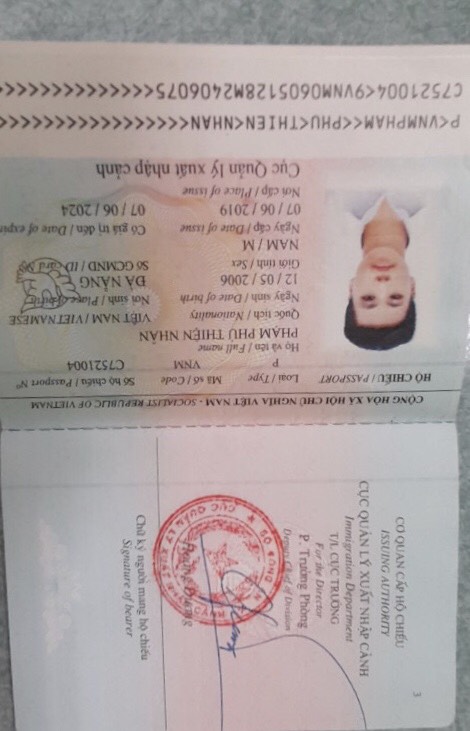 3
CƠ QUAN CẤP HỘ CHIẾU
ISSUING AUTHORITY
CỤC QUẢN LÝ XUẤT NHẬP CẢNH
Immigration Department
T/L CỤC TRƯỞNG
For the Director
P. Trưởng Phòng
Deputy Chief of Division
CỤC QUẢN LÝ XUẤT
Chữ ký người mang hộ chiếu
Signature of bearer
CỘNG HÒA XÃ HỘI CHỦ NGHĨA VIỆT NAM - SOCIALIST REPUBLIC OF VIETNAM
HỘ CHIẾU / PASSPORT
Loại / Type
Mã số / Code
Số hộ chiếu / Passport N°
P
VNM
C7521004
Họ và tên / Full name
PHẠM PHÚ THIÊN NHÂN
Quốc tịch / Nationality
VIỆT NAM / VIETNAMESE
Ngày sinh / Date of birth
Nơi sinh / Place of birth
12 / 05 / 2006
ĐÀ NẴNG
Giới tính / Sex
Số GCMND / ID card N°
NAM / M
Ngày cấp / Date of issue
Có giá trị đến / Date of expiry
07 / 06 / 2019
07 / 06 / 2024
Nơi cấp / Place of issue
Cục Quản lý xuất nhập cảnh
P<VNMPHAM<<PHU<THIEN<NHAN<<<<<<<<<<<<<<<<<
C7521004<9VNM0605128M2406075<<<<<<<<<<<<<<